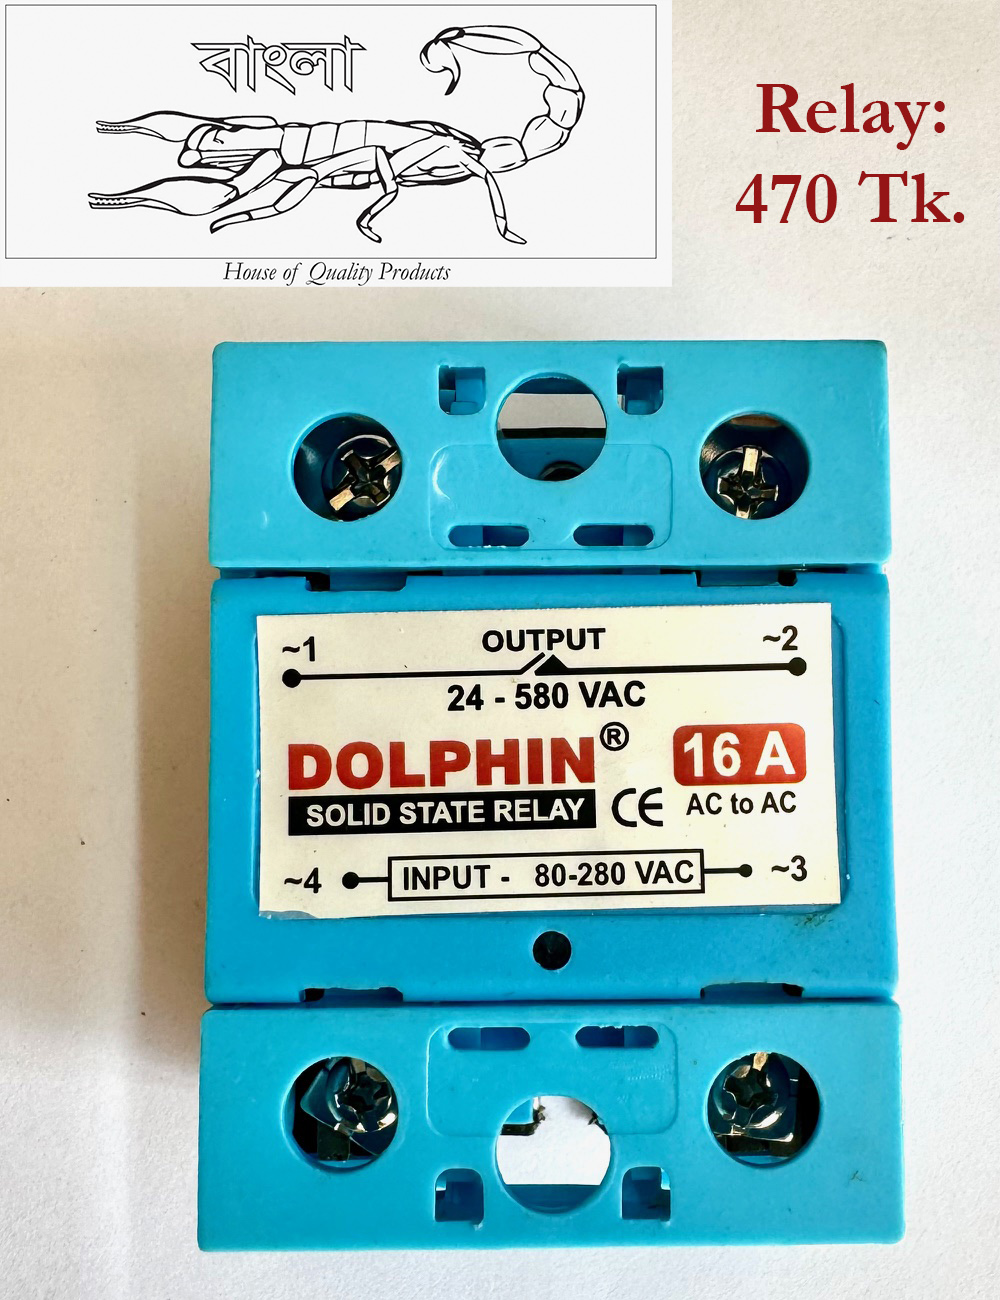 বাংলা
House of Quality Products
Relay:
470 Tk.
~1 OUTPUT ~2
24 - 580 VAC
DOLPHIN® 16 A
SOLID STATE RELAY CE AC to AC
~4 INPUT - 80-280 VAC ~3